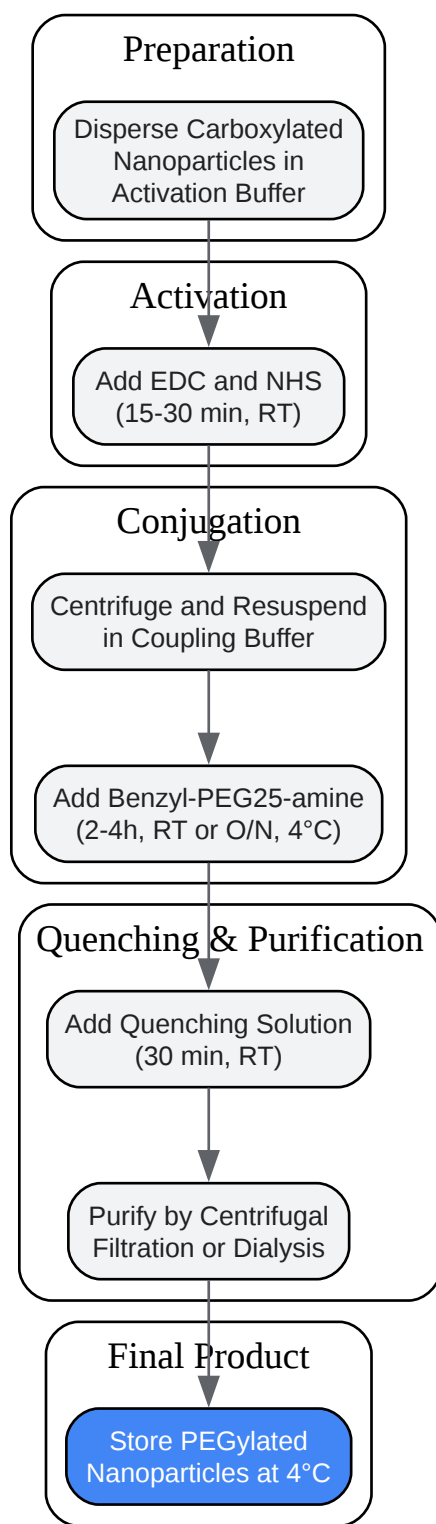 Preparation
Disperse Carboxylated
Nanoparticles in
Activation Buffer
Activation
Add EDC and NHS
(15-30 min, RT)
Conjugation
Centrifuge and Resuspend
in Coupling Buffer
Add Benzyl-PEG25-amine
(2-4h, RT or O/N, 4°C)
Quenching & Purification
Add Quenching Solution
(30 min, RT)
Purify by Centrifugal
Filtration or Dialysis
Final Product
Store PEGylated
Nanoparticles at 4°C